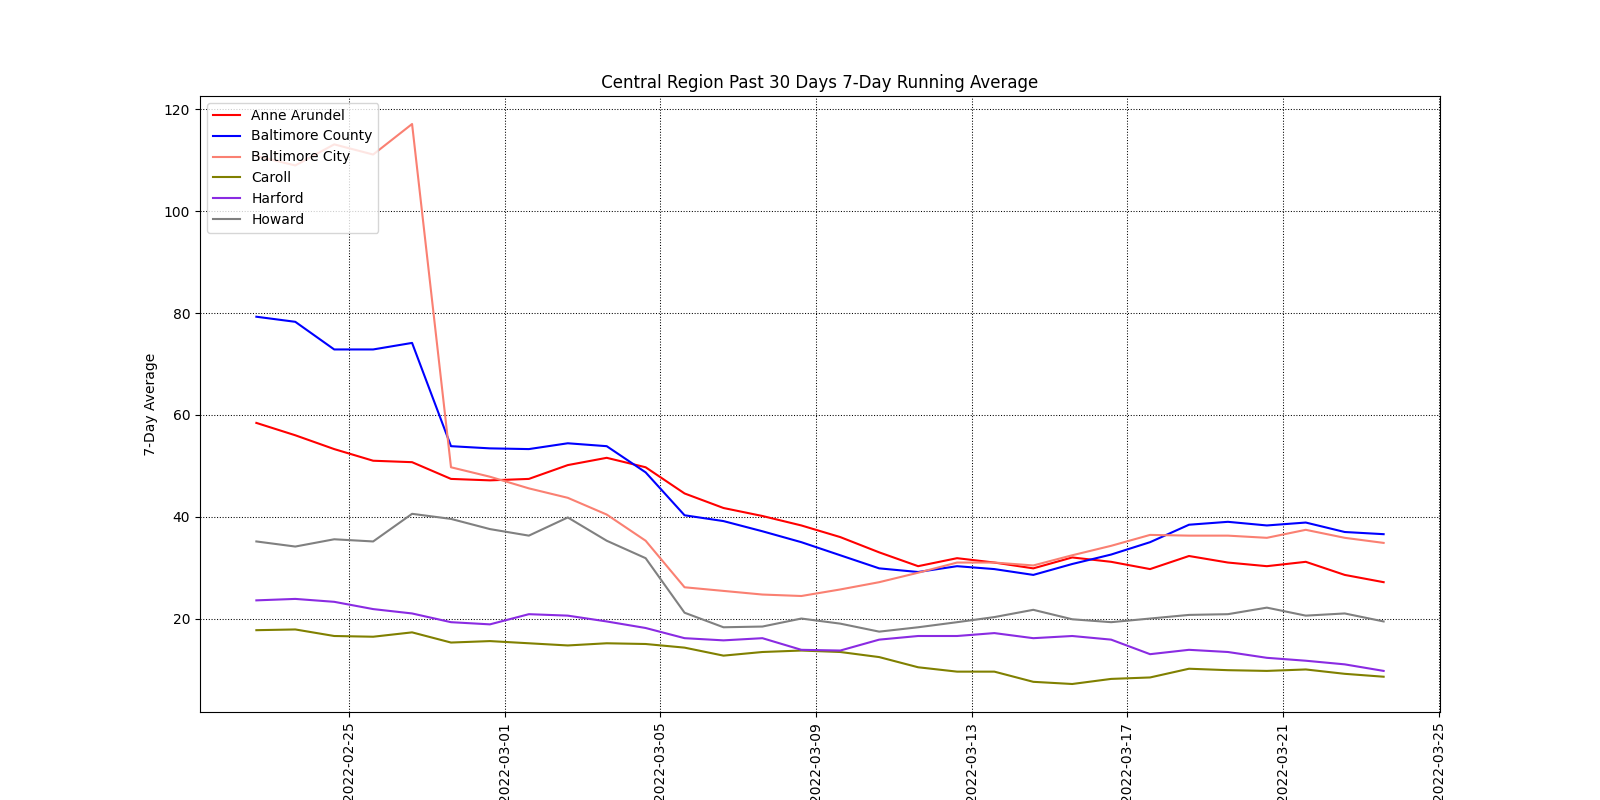 Central Region Past 30 Days 7-Day Running Average
120
100
80
60
40
20
7-Day Average
Anne Arundel
Baltimore County
Baltimore City
Caroll
Harford
Howard
2022-02-25
2022-03-01
2022-03-05
2022-03-09
2022-03-13
2022-03-17
2022-03-21
2022-03-25